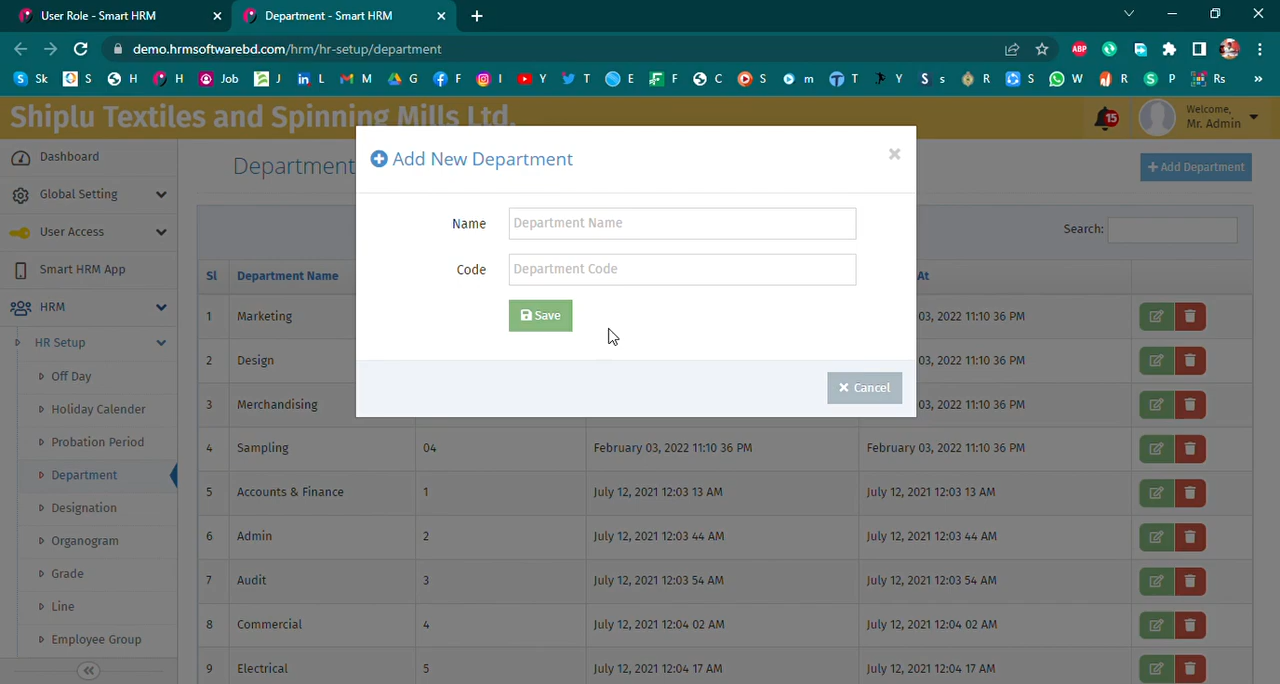 User Role - Smart HRM
Department - Smart HRM
demo.hrmsoftwarebd.com/hrm/hr-setup/department
ABP
Sk S H H Job J L M G F I Y T E F C S m T Y s R S W R P Rs »
Shiplu Textiles and Spinning Mills Ltd.
15
Welcome,
Mr. Admin
Dashboard
Global Setting
User Access
Smart HRM App
HRM
HR Setup
Off Day
Holiday Calender
Probation Period
Department
Designation
Organogram
Grade
Line
Employee Group
Department
Add Department
Search:
Add New Department
Name
Department Name
Code
Department Code
Save
Cancel
Sl Department Name At
1 Marketing 03, 2022 11:10 36 PM
2 Design 03, 2022 11:10 36 PM
3 Merchandising 03, 2022 11:10 36 PM
4 Sampling 04 February 03, 2022 11:10 36 PM February 03, 2022 11:10 36 PM
5 Accounts & Finance 1 July 12, 2021 12:03 13 AM July 12, 2021 12:03 13 AM
6 Admin 2 July 12, 2021 12:03 44 AM July 12, 2021 12:03 44 AM
7 Audit 3 July 12, 2021 12:03 54 AM July 12, 2021 12:03 54 AM
8 Commercial 4 July 12, 2021 12:04 02 AM July 12, 2021 12:04 02 AM
9 Electrical 5 July 12, 2021 12:04 17 AM July 12, 2021 12:04 17 AM